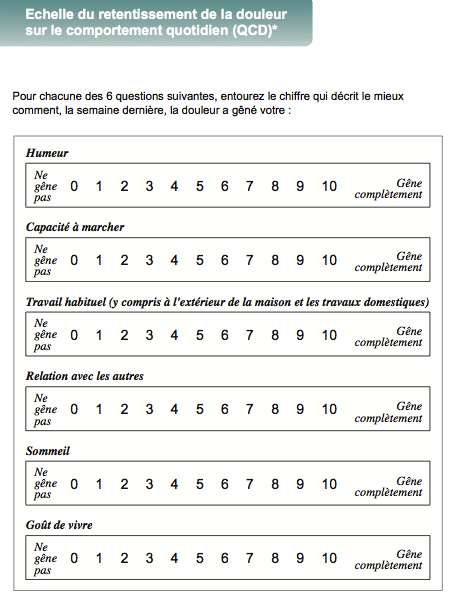 Echelle du retentissement de la douleur
sur le comportement quotidien (QCD)*
Pour chacune des 6 questions suivantes, entourez le chiffre qui décrit le mieux
comment, la semaine dernière, la douleur a gêné votre :
Humeur
Ne gêne pas 0 1 2 3 4 5 6 7 8 9 10 Gêne complètement
Capacité à marcher
Ne gêne pas 0 1 2 3 4 5 6 7 8 9 10 Gêne complètement
Travail habituel (y compris à l'extérieur de la maison et les travaux domestiques)
Ne gêne pas 0 1 2 3 4 5 6 7 8 9 10 Gêne complètement
Relation avec les autres
Ne gêne pas 0 1 2 3 4 5 6 7 8 9 10 Gêne complètement
Sommeil
Ne gêne pas 0 1 2 3 4 5 6 7 8 9 10 Gêne complètement
Goût de vivre
Ne gêne pas 0 1 2 3 4 5 6 7 8 9 10 Gêne complètement